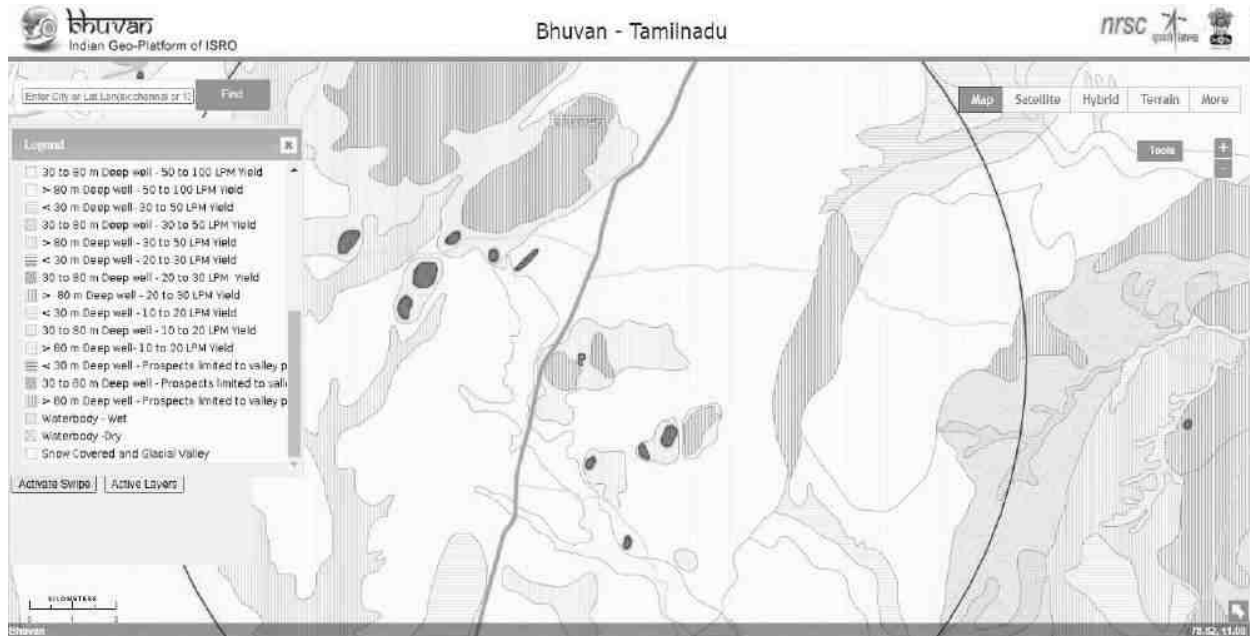 bhuvan
Indian Geo-Platform of ISRO
Bhuvan - Tamilnadu
nrsc
Find
Map Satellite Hybrid Terrain More
Tools
+
-
Legend
x
30 to 80 m Deep well - 50 to 100 LPM Yield
> 80 m Deep well - 50 to 100 LPM Yield
< 30 m Deep well- 30 to 50 LPM Yield
30 to 80 m Deep well - 30 to 50 LPM Yield
> 80 m Deep well - 30 to 50 LPM Yield
< 30 m Deep well - 20 to 30 LPM Yield
30 to 80 m Deep well - 20 to 30 LPM Yield
> 80 m Deep well - 20 to 30 LPM Yield
< 30 m Deep well - 10 to 20 LPM Yield
30 to 80 m Deep well - 10 to 20 LPM Yield
> 80 m Deep well- 10 to 20 LPM Yield
< 30 m Deep well - Prospects limited to valley p
30 to 80 m Deep well - Prospects limited to vall
> 80 m Deep well - Prospects limited to valley p
Waterbody - Wet
Waterbody -Dry
Snow Covered and Glacial Valley
Activate Swipe Active Layers
P
KILOMETERS
Bhuvan